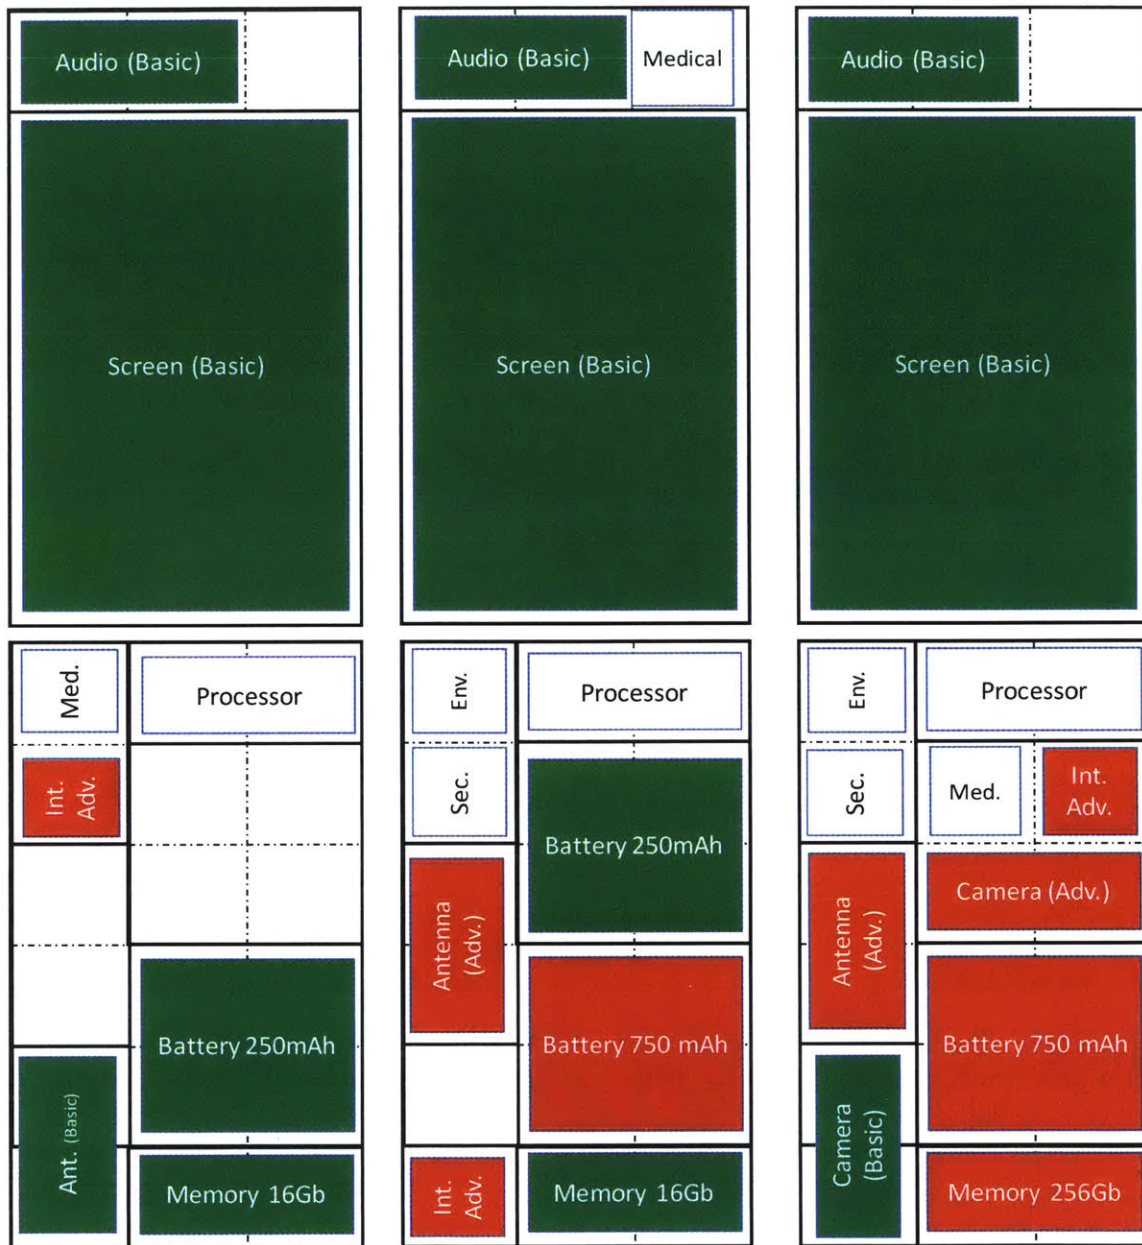 Audio (Basic)
Screen (Basic)
Audio (Basic)
Medical
Screen (Basic)
Audio (Basic)
Screen (Basic)
Med.
Processor
Int.
Adv.
Battery 250mAh
Ant. (Basic)
Memory 16Gb
Env.
Processor
Sec.
Battery 250mAh
Antenna
(Adv.)
Battery 750 mAh
Int.
Adv.
Memory 16Gb
Env.
Processor
Sec.
Med.
Int.
Adv.
Antenna
(Adv.)
Camera (Adv.)
Battery 750 mAh
Camera
(Basic)
Memory 256Gb